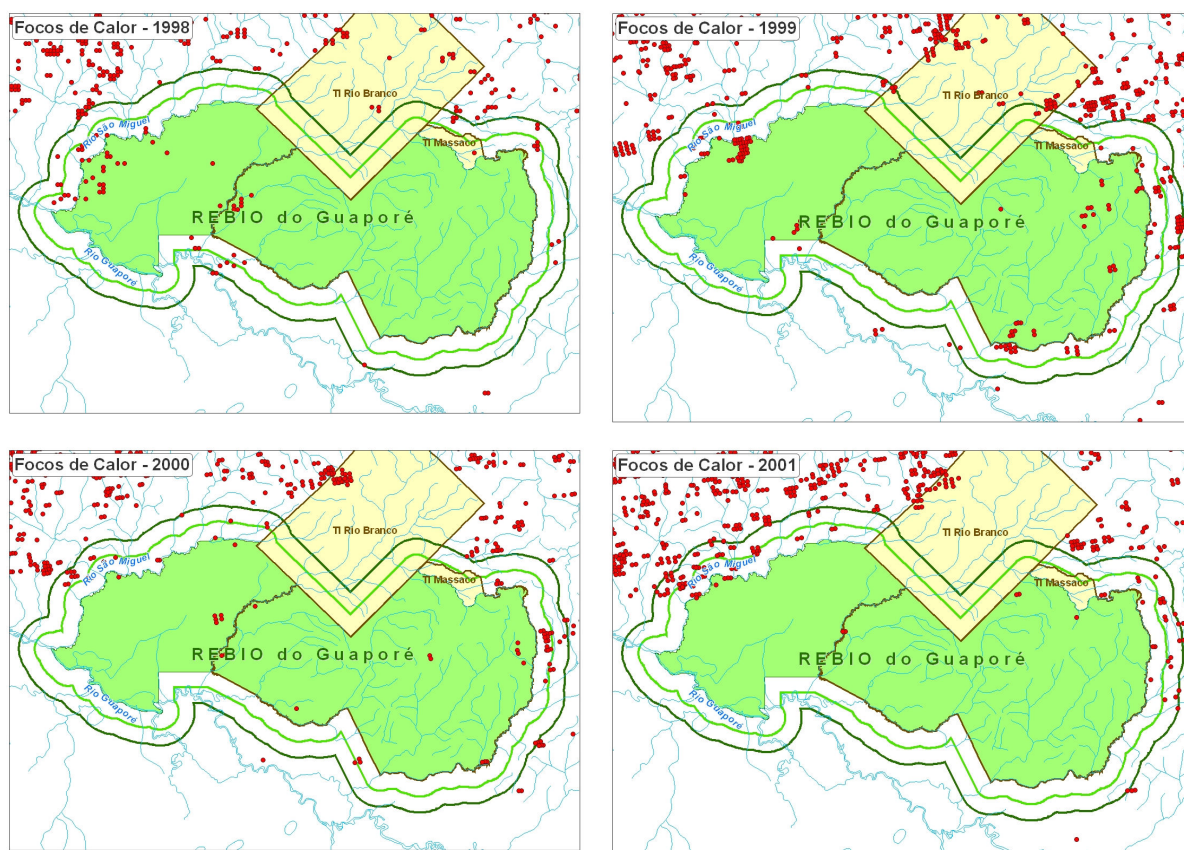 Focos de Calor - 1998
TI Rio Branco
Rio São Miguel
TI Massaco
REBIO do Guaporé
Rio Guaporé
Focos de Calor - 1999
TI Rio Branco
Rio São Miguel
TI Massaco
REBIO do Guaporé
Rio Guaporé
Focos de Calor - 2000
TI Rio Branco
Rio São Miguel
TI Massaco
REBIO do Guaporé
Rio Guaporé
Focos de Calor - 2001
TI Rio Branco
Rio São Miguel
TI Massaco
REBIO do Guaporé
Rio Guaporé